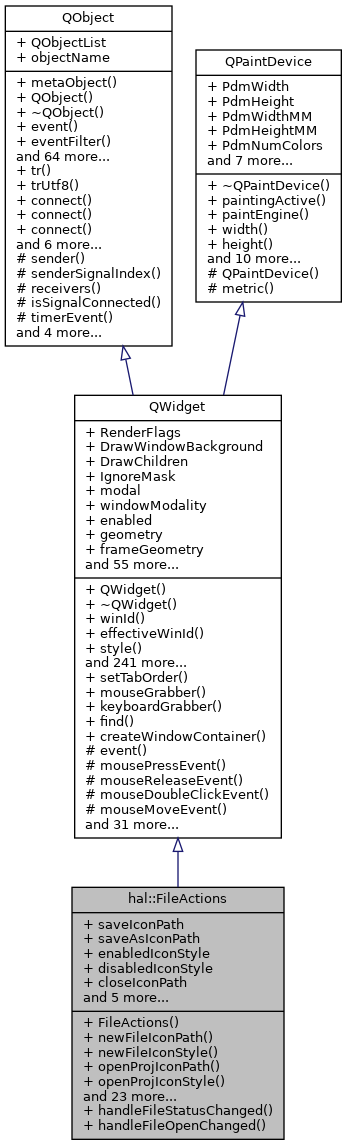 QObject
+ QObjectList
+ objectName
+ metaObject()
+ QObject()
+ ~QObject()
+ event()
+ eventFilter()
and 64 more...
+ tr()
+ trUtf8()
+ connect()
+ connect()
+ connect()
and 6 more...
# sender()
# senderSignalIndex()
# receivers()
# isSignalConnected()
# timerEvent()
and 4 more...
QPaintDevice
+ PdmWidth
+ PdmHeight
+ PdmWidthMM
+ PdmHeightMM
+ PdmNumColors
and 7 more...
+ ~QPaintDevice()
+ paintingActive()
+ paintEngine()
+ width()
+ height()
and 10 more...
# QPaintDevice()
# metric()
QWidget
+ RenderFlags
+ DrawWindowBackground
+ DrawChildren
+ IgnoreMask
+ modal
+ windowModality
+ enabled
+ geometry
+ frameGeometry
and 55 more...
+ QWidget()
+ ~QWidget()
+ winId()
+ effectiveWinId()
+ style()
and 241 more...
+ setTabOrder()
+ mouseGrabber()
+ keyboardGrabber()
+ find()
+ createWindowContainer()
# event()
# mousePressEvent()
# mouseReleaseEvent()
# mouseDoubleClickEvent()
# mouseMoveEvent()
and 31 more...
hal::FileActions
+ saveIconPath
+ saveAsIconPath
+ enabledIconStyle
+ disabledIconStyle
+ closeIconPath
and 5 more...
+ FileActions()
+ newFileIconPath()
+ newFileIconStyle()
+ openProjIconPath()
+ openProjIconStyle()
and 23 more...
+ handleFileStatusChanged()
+ handleFileOpenChanged()